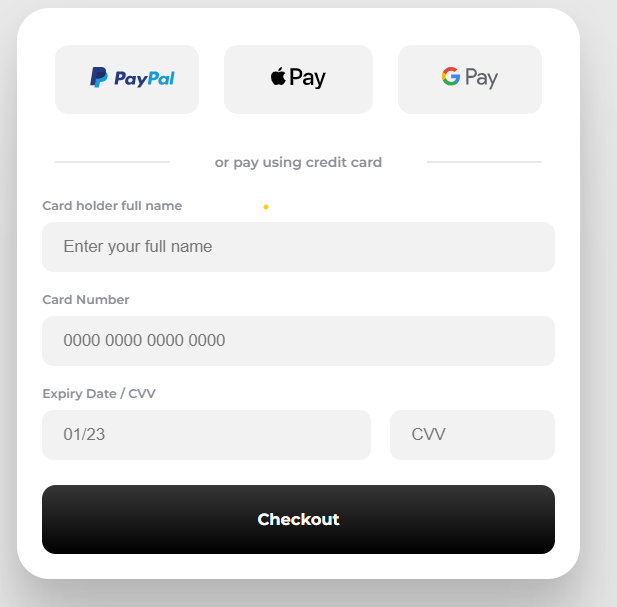 PayPal
Pay
G Pay
or pay using credit card
Card holder full name
Enter your full name
Card Number
0000 0000 0000 0000
Expiry Date / CVV
01/23
CVV
Checkout